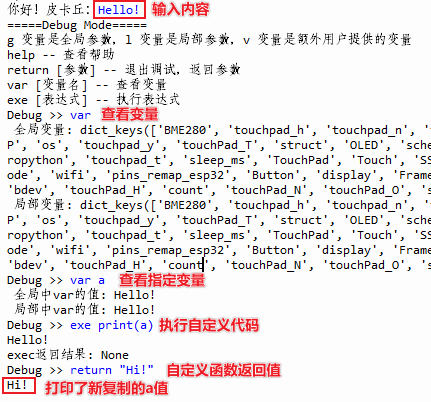 你好! 皮卡丘: Hello! 输入内容
=====Debug Mode=====
g 变量是全局参数, l 变量是局部参数, v 变量是额外用户提供的变量
help -- 查看帮助
return [参数] -- 退出调试, 返回参数
var [变量名] -- 查看变量
exe [表达式] -- 执行表达式
Debug >> var 查看变量
全局变量: dict_keys(['BME280', 'touchpad_h', 'touchpad_n', 't
P', 'os', 'touchpad_y', 'touchpad_T', 'struct', 'OLED', 'sche
ropython', 'touchpad_t', 'sleep_ms', 'TouchPad', 'Touch', 'SS
ode', 'wifi', 'pins_remap_esp32', 'Button', 'display', 'Frame
'bdev', 'touchPad_H', 'count', 'touchPad_N', 'touchPad_O', 's
局部变量: dict_keys(['BME280', 'touchpad_h', 'touchpad_n', 't
P', 'os', 'touchpad_y', 'touchpad_T', 'struct', 'OLED', 'sche
ropython', 'touchpad_t', 'sleep_ms', 'TouchPad', 'Touch', 'SS
ode', 'wifi', 'pins_remap_esp32', 'Button', 'display', 'Frame
'bdev', 'touchPad_H', 'count', 'touchPad_N', 'touchPad_O', 's
Debug >> var a 查看指定变量
全局中var的值: Hello!
局部中var的值: Hello!
Debug >> exe print(a) 执行自定义代码
Hello!
exec返回结果: None
Debug >> return "Hi!" 自定义函数返回值
Hi! 打印了新复制的a值